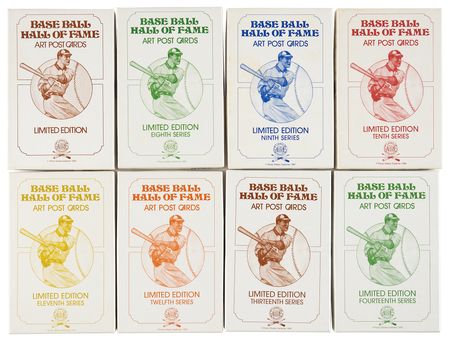 BASE BALL
HALL OF FAME
ART POST CARDS
LIMITED EDITION
BASE BALL
HALL OF FAME
ART POST CARDS
LIMITED EDITION
EIGHTH SERIES
BASE BALL
HALL OF FAME
ART POST CARDS
LIMITED EDITION
NINTH SERIES
BASE BALL
HALL OF FAME
ART POST CARDS
LIMITED EDITION
TENTH SERIES
BASE BALL
HALL OF FAME
ART POST CARDS
LIMITED EDITION
ELEVENTH SERIES
BASE BALL
HALL OF FAME
ART POST CARDS
LIMITED EDITION
TWELFTH SERIES
BASE BALL
HALL OF FAME
ART POST CARDS
LIMITED EDITION
THIRTEENTH SERIES
BASE BALL
HALL OF FAME
ART POST CARDS
LIMITED EDITION
FOURTEENTH SERIES